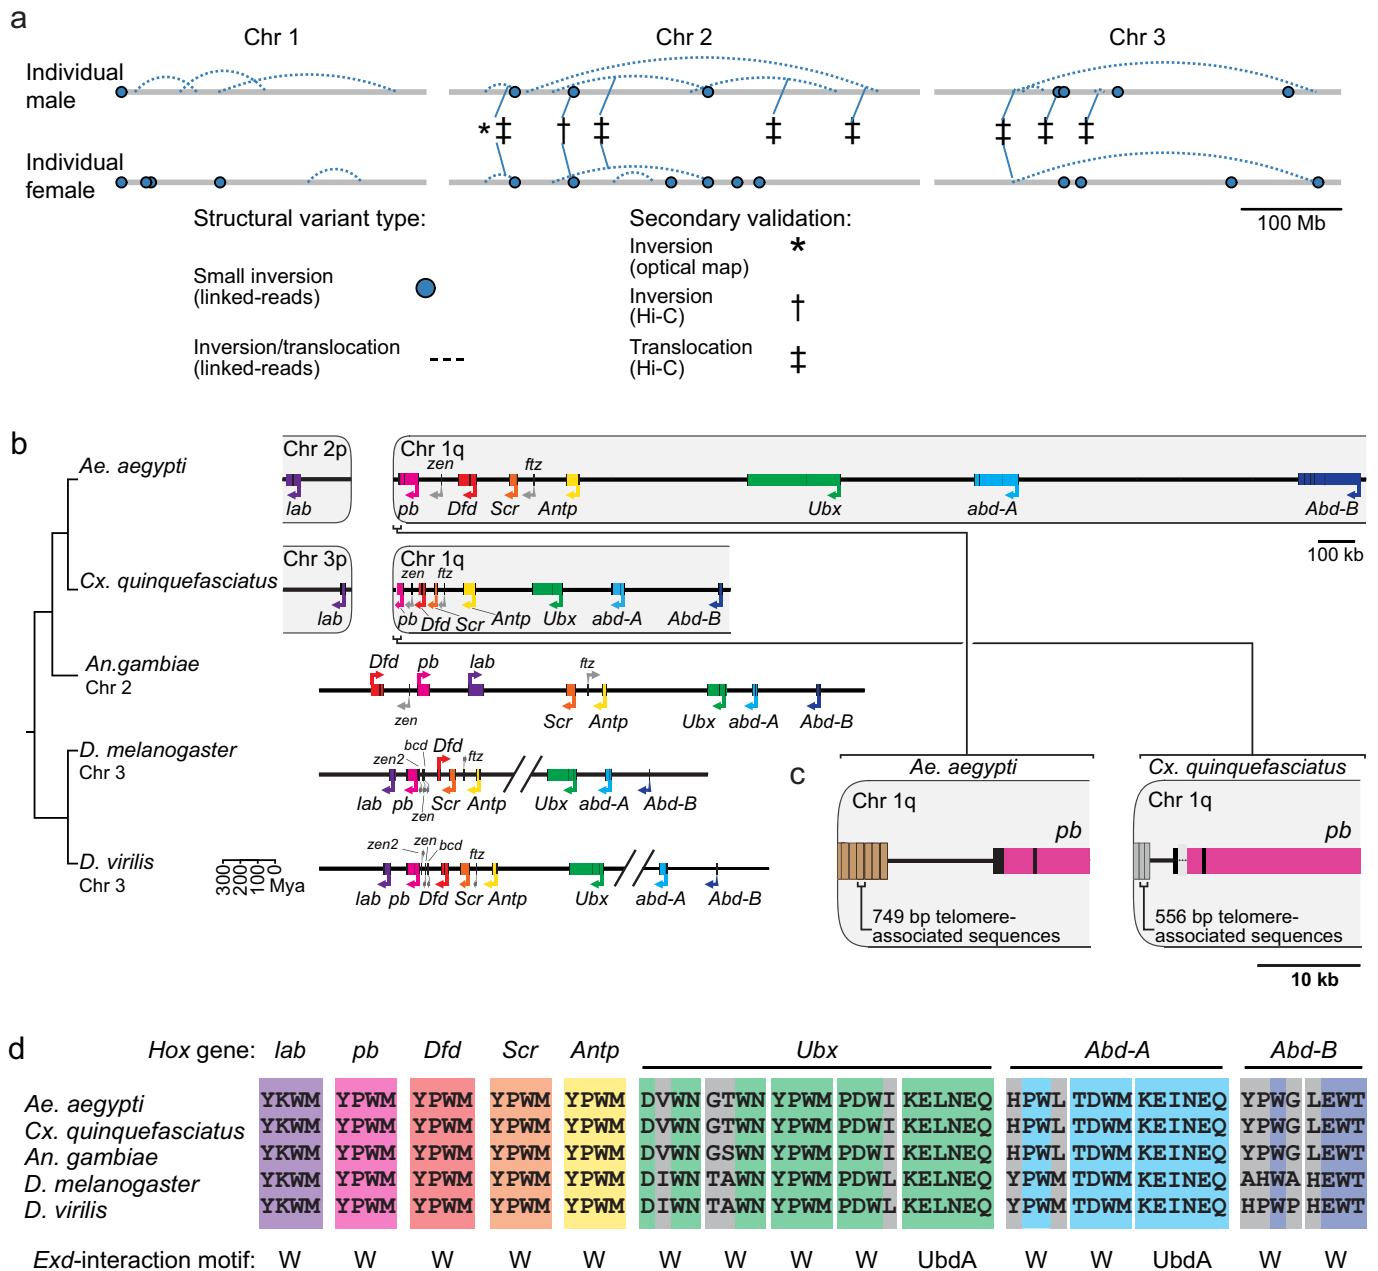 a
Chr 1
Chr 2
Chr 3
Individual
male
* ‡ † ‡ ‡ ‡ ‡ ‡ ‡
Individual
female
100 Mb
Structural variant type:
Small inversion
(linked-reads)
Inversion/translocation
(linked-reads)
Secondary validation:
Inversion
(optical map)
*
Inversion
(Hi-C)
†
Translocation
(Hi-C)
‡
b
Ae. aegypti
Chr 2p
lab
Chr 1q
zen
ftz
pb
Dfd
Scr
Antp
Ubx
abd-A
Abd-B
100 kb
Cx. quinquefasciatus
Chr 3p
lab
Chr 1q
zen
ftz
pb
Dfd
Scr
Antp
Ubx
abd-A
Abd-B
An.gambiae
Chr 2
Dfd
pb
lab
ftz
zen
Scr
Antp
Ubx
abd-A
Abd-B
D. melanogaster
Chr 3
zen2
bcd
Dfd
ftz
lab
pb
zen
Scr
Antp
Ubx
abd-A
Abd-B
D. virilis
Chr 3
zen2
zen
bcd
ftz
lab
pb
Dfd
Scr
Antp
Ubx
abd-A
Abd-B
300
200
100
0
Mya
c
Ae. aegypti
Chr 1q
pb
749 bp telomere-
associated sequences
Cx. quinquefasciatus
Chr 1q
pb
556 bp telomere-
associated sequences
10 kb
d
Hox gene: lab pb Dfd Scr Antp Ubx Abd-A Abd-B
Ae. aegypti YKWM YPWM YPWM YPWM YPWM DVWN GTWN YPWM PDWI KELNEQ HPWL TDWM KEINEQ YPWG LEWT
Cx. quinquefasciatus YKWM YPWM YPWM YPWM YPWM DVWN GTWN YPWM PDWI KELNEQ HPWL TDWM KEINEQ YPWG LEWT
An. gambiae YKWM YPWM YPWM YPWM YPWM DVWN GSWN YPWM PDWI KELNEQ HPWL TDWM KEINEQ YPWG LEWT
D. melanogaster YKWM YPWM YPWM YPWM YPWM DIWN TAWN YPWM PDWL KELNEQ YPWM TDWM KEINEQ AHWA HEWT
D. virilis YKWM YPWM YPWM YPWM YPWM DIWN TAWN YPWM PDWL KELNEQ YPWM TDWM KEINEQ HPWP HEWT
Exd-interaction motif: W W W W W W W W W UbdA W W UbdA W W